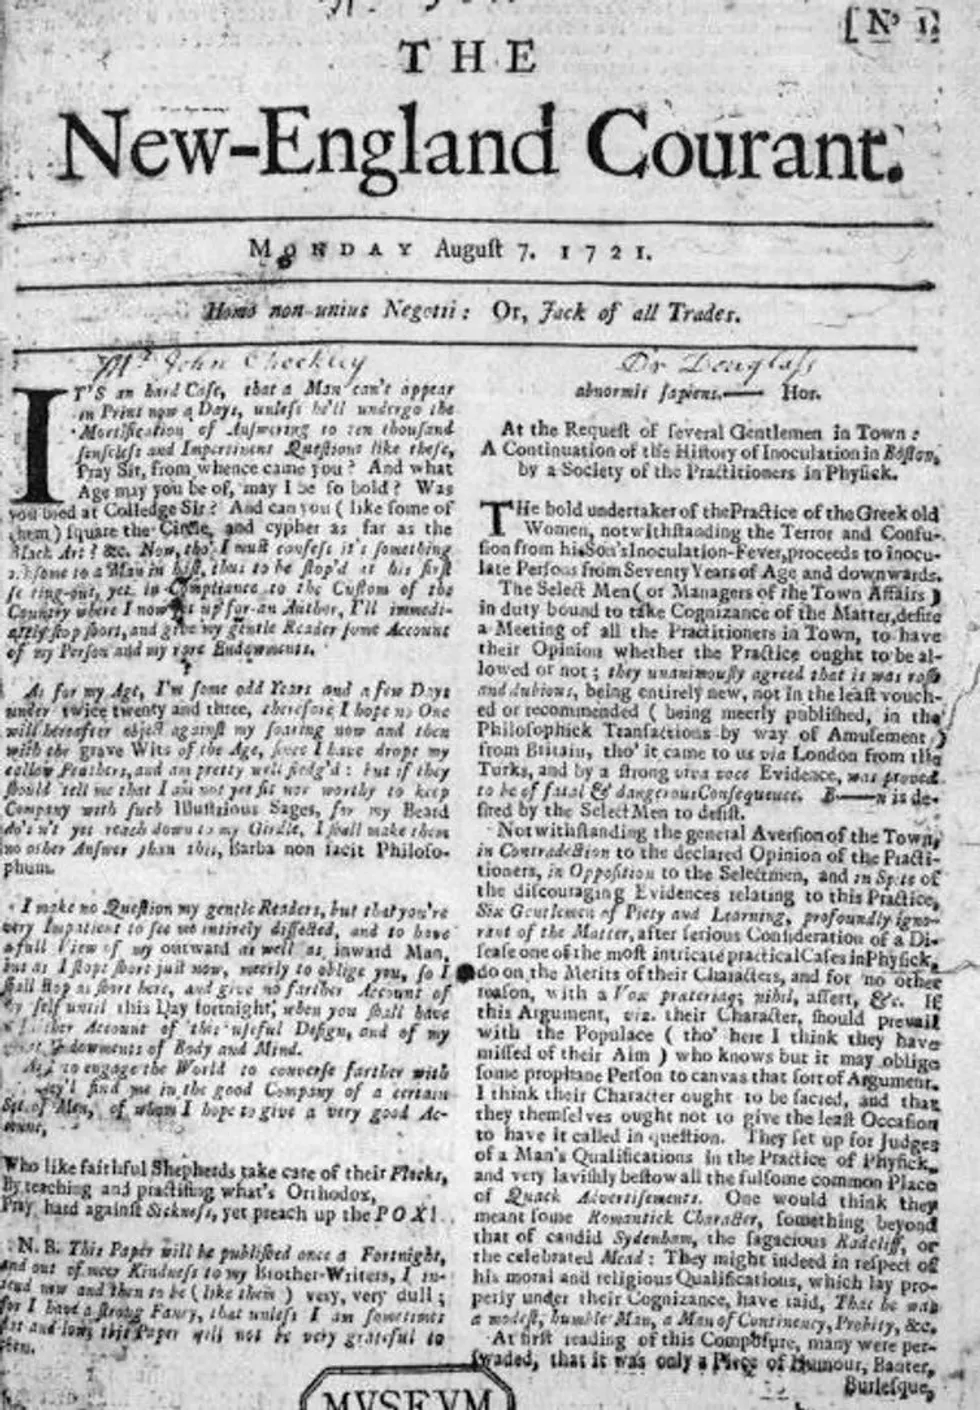 [ Nº 1]
THE
New-England Courant.
MONDAY Auguſt 7. 1721.
Homo non unius Negotii: Or, Jack of all Trades.
Mr John Checkley
IT'S an hard Caſe, that a Man can't appear
in Print now a Days, unleſs he'll undergo the
Mortification of Anſwering to ten thouſand
ſenſeleſs and Impertinent Queſtions like theſe,
Pray Sir, from whence came you? And what
Age may you be of, may I be ſo bold? Was
you bred at Colledge Sir? And can you ( like ſome of
them ) ſquare the Circle, and cypher as far as the
Black Art? &c. Now, tho' I muſt confeſs it's ſomething
irkſome to a Man in haſt, thus to be ſtop'd at his firſt
ſetting-out, yet in Compliance to the Cuſtom of the
Country where I now ſet up for an Author, I'll immedi-
ately ſtop ſhort, and give my gentle Reader ſome Account
of my Perſon and my rare Endowments.
As for my Age, I'm ſome odd Years and a few Days
under twice twenty and three, therefore I hope no One
will hereafter object againſt my ſoaring now and then
with the grave Wits of the Age, ſince I have dropt my
callow Feathers, and am pretty well fledg'd: but if they
ſhould tell me that I am not yet fit nor worthy to keep
Company with ſuch Illuſtrious Sages, for my Beard
do's n't yet reach down to my Girdle, I ſhall make them
no other Anſwer than this, Barba non facit Philoſo-
phum.
I make no Queſtion my gentle Readers, but that you're
very Impatient to ſee me intirely diſſected, and to have
a full View of my outward as well as inward Man,
but as I ſtopt ſhort juſt now, meerly to oblige you, ſo I
ſhall ſtop as ſhort here, and give no farther Account of
my ſelf until this Day fortnight, when you ſhall have
Account of this uſeful Deſign, and of my
Endowments of Body and Mind.
to engage the World to converſe farther with
find me in the good Company of a certain
Set of Men, of whom I hope to give a very good Ac-
count,
Who like faithful Shepherds take care of their Flocks,
By teaching and practiſing what's Orthodox,
Pray hard againſt Sickneſs, yet preach up the POX!
N. B. This Paper will be publiſhed once a Fortnight,
and out of meer Kindneſs to my Brother-Writers, I in-
tend now and then to be ( like them ) very, very dull;
for I have a ſtrong Fancy, that unleſs I am ſometimes
flat and low, this Paper will not be very grateful to
them.
Dr Douglaſs
abnormis ſapiens.—— Hor.
At the Requeſt of ſeveral Gentlemen in Town:
A Continuation of the Hiſtory of Inoculation in Boſton,
by a Society of the Practitioners in Phyſick.
THe bold undertaker of the Practice of the Greek old
Women, notwithſtanding the Terror and Confu-
ſion from his Son's Inoculation-Fever, proceeds to inocu-
late Perſons from Seventy Years of Age and downwards.
The Select Men ( or Managers of the Town Affairs )
in duty bound to take Cognizance of the Matter, deſire
a Meeting of all the Practitioners in Town, to have
their Opinion whether the Practice ought to be al-
lowed or not; they unanimouſly agreed that it was raſh
and dubious, being entirely new, not in the leaſt vouch-
ed or recommended ( being meerly publiſhed, in the
Philoſophick Tranſactions by way of Amuſement )
from Britain, tho' it came to us via London from the
Turks, and by a ſtrong viva voce Evidence, was proved
to be of fatal & dangerous Conſequence. B——n is de-
ſired by the Select Men to deſiſt.
Notwithſtanding the general Averſion of the Town,
in Contradiction to the declared Opinion of the Practi-
tioners, in Oppoſition to the Selectmen, and in Spite of
the diſcouraging Evidences relating to this Practice,
Six Gentlemen of Piety and Learning, profoundly igno-
rant of the Matter, after ſerious Conſideration of a Di-
ſeaſe one of the moſt intricate practical Caſes in Phyſick,
do on the Merits of their Characters, and for no other
reaſon, with a Vox præterea; nihil, aſſert, &c. If
this Argument, viz. their Character, ſhould prevail
with the Populace ( tho' here I think they have
miſſed of their Aim ) who knows but it may oblige
ſome prophane Perſon to canvas that ſort of Argument.
I think their Character ought to be ſacred, and that
they themſelves ought not to give the leaſt Occaſion
to have it called in queſtion. They ſet up for Judges
of a Man's Qualifications in the Practice of Phyſick,
and very laviſhly beſtow all the fulſome common Place
of Quack Advertiſements. One would think they
meant ſome Romantick Character, ſomething beyond
that of candid Sydenham, the ſagacious Radcliff, or
the celebrated Mead: They might indeed in reſpect of
his moral and religious Qualifications, which lay pro-
perly under their Cognizance, have ſaid, That he was
a modeſt, humble Man, a Man of Continency, Probity, &c.
At firſt reading of this Compoſure, many were per-
ſwaded, that it was only a Piece of Humour, Banter,
Burleſque,
MVSEVM